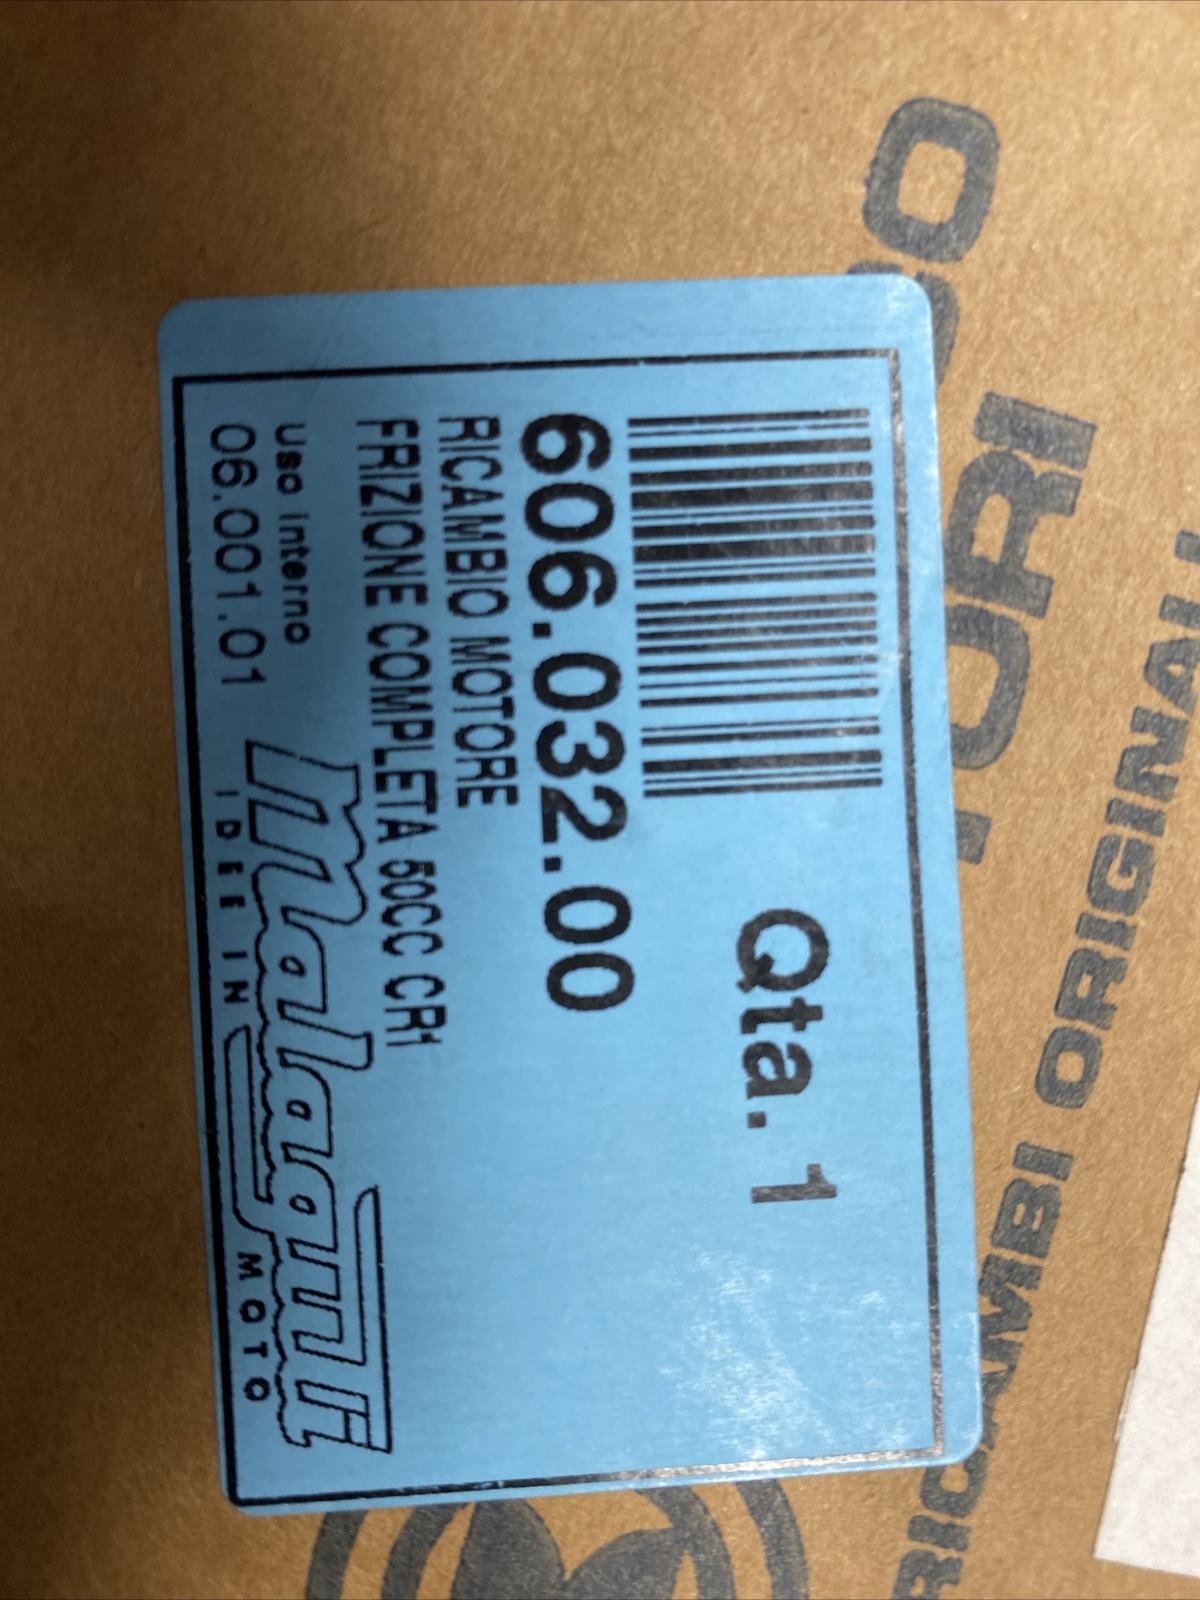 Qta. 1
606.032.00
RICAMBIO MOTORE
FRIZIONE COMPLETA 50CC CR1
Uso Interno
06.001.01
malaguti
IDEE IN MOTO
TORI
RICAMBI ORIGINALI